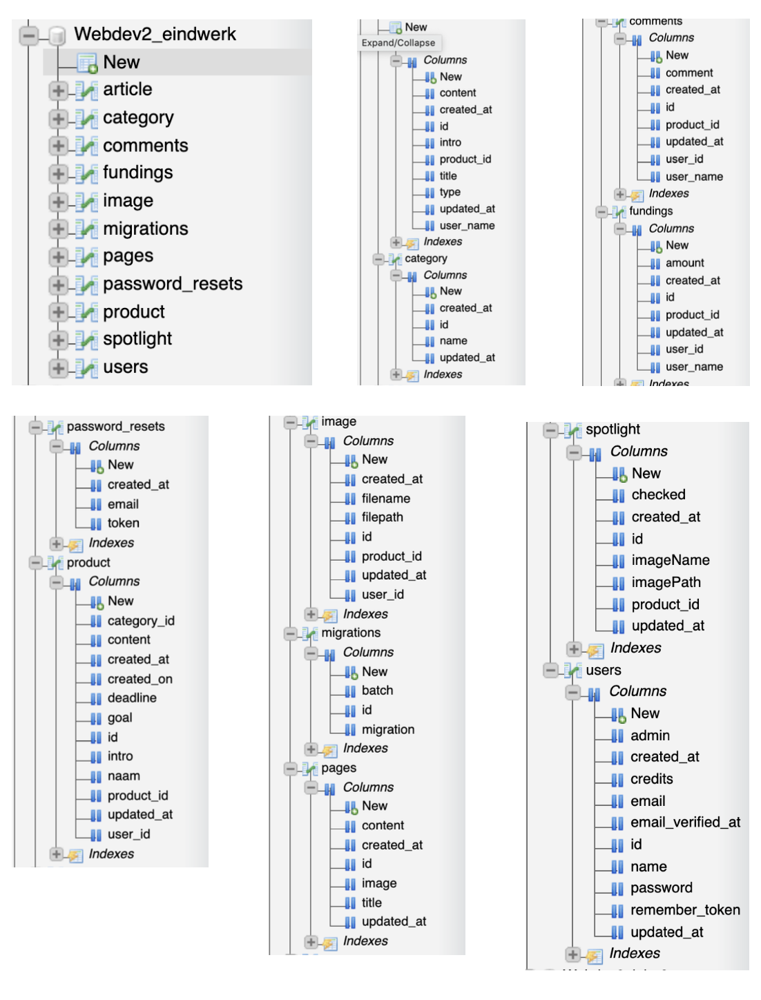 Webdev2_eindwerk
New
article
category
comments
fundings
image
migrations
pages
password_resets
product
spotlight
users
New
Expand/Collapse
Columns
New
content
created_at
id
intro
product_id
title
type
updated_at
user_name
Indexes
category
Columns
New
created_at
id
name
updated_at
Indexes
comments
Columns
New
comment
created_at
id
product_id
updated_at
user_id
user_name
Indexes
fundings
Columns
New
amount
created_at
id
product_id
updated_at
user_id
user_name
Indexes
password_resets
Columns
New
created_at
email
token
Indexes
product
Columns
New
category_id
content
created_at
created_on
deadline
goal
id
intro
naam
product_id
updated_at
user_id
Indexes
image
Columns
New
created_at
filename
filepath
id
product_id
updated_at
user_id
Indexes
migrations
Columns
New
batch
id
migration
Indexes
pages
Columns
New
content
created_at
id
image
title
updated_at
Indexes
spotlight
Columns
New
checked
created_at
id
imageName
imagePath
product_id
updated_at
Indexes
users
Columns
New
admin
created_at
credits
email
email_verified_at
id
name
password
remember_token
updated_at
Indexes